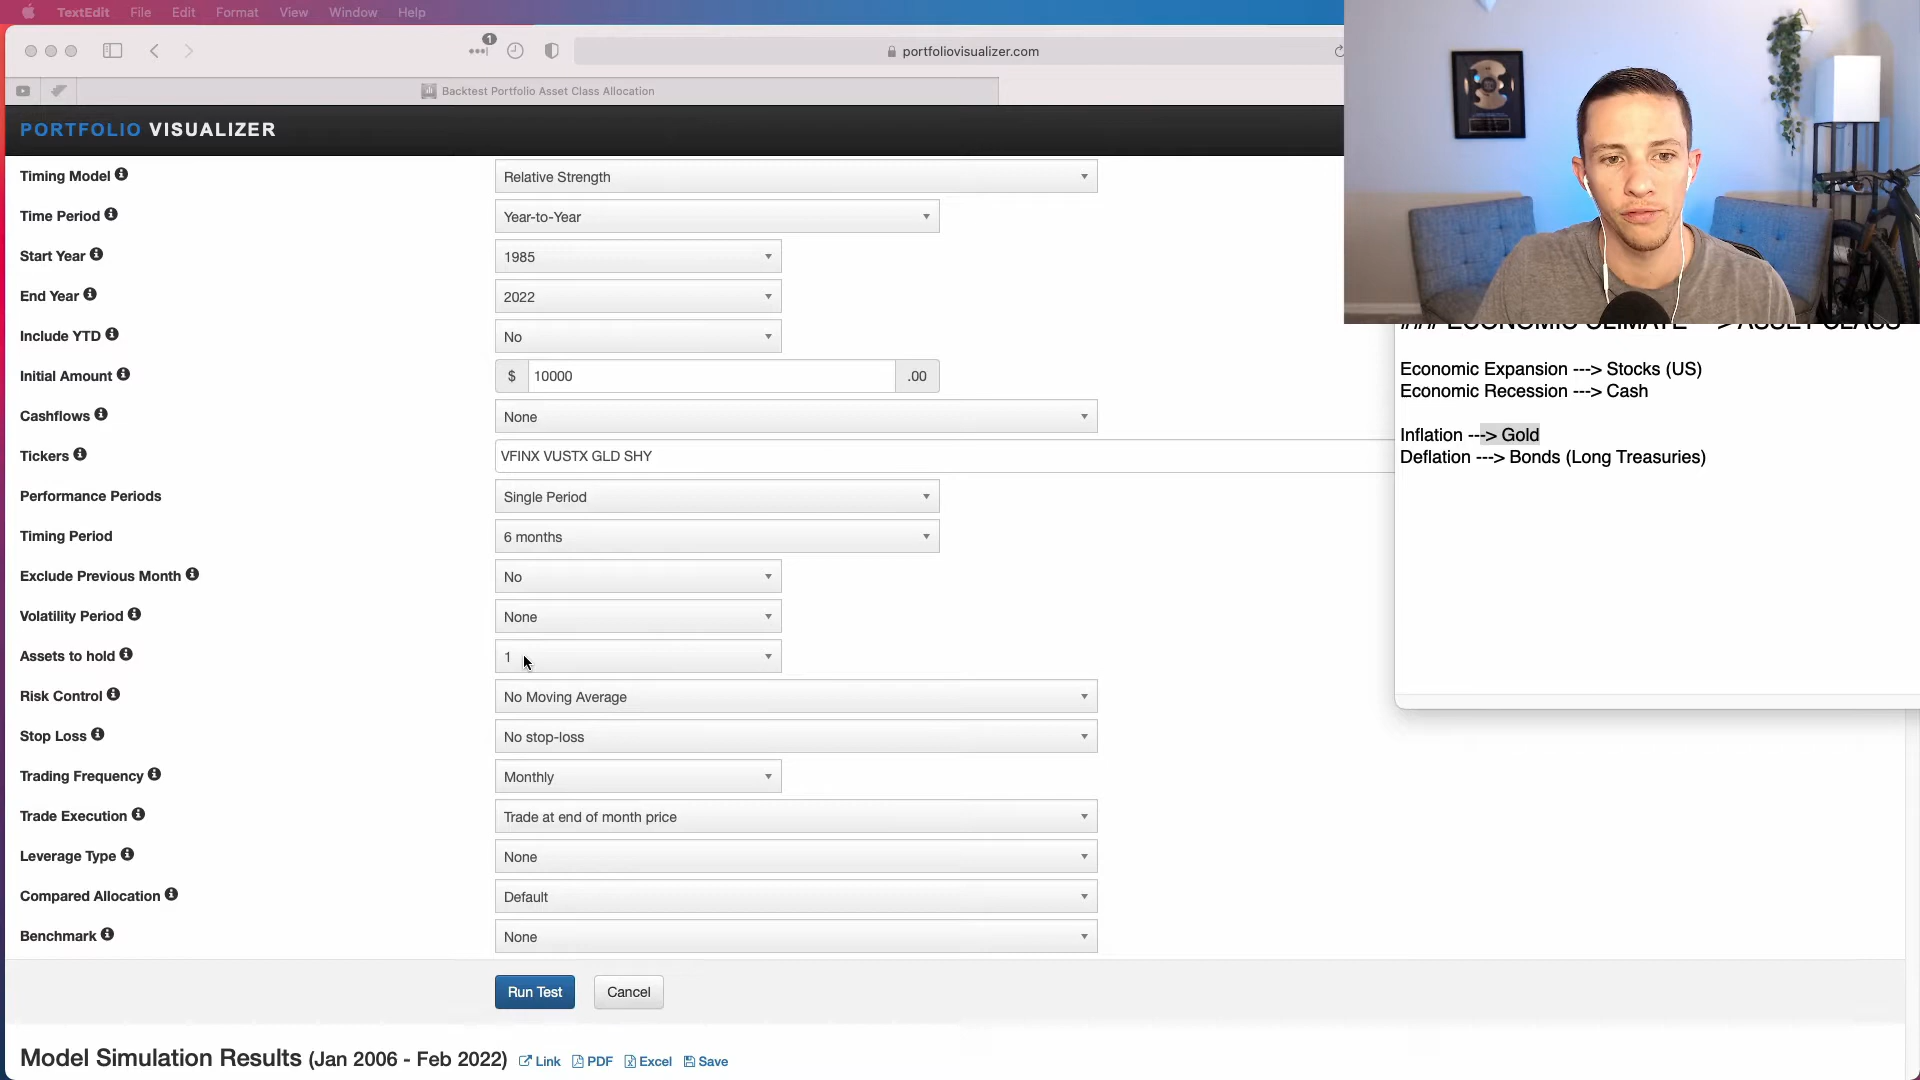 TextEdit File Edit Format View Window Help
1
portfoliovisualizer.com
Backtest Portfolio Asset Class Allocation
PORTFOLIO VISUALIZER
Timing Model Relative Strength
Time Period Year-to-Year
Start Year 1985
End Year 2022
Include YTD No
Initial Amount $ 10000 .00
Cashflows None
Tickers VFINX VUSTX GLD SHY
Performance Periods Single Period
Timing Period 6 months
Exclude Previous Month No
Volatility Period None
Assets to hold 1
Risk Control No Moving Average
Stop Loss No stop-loss
Trading Frequency Monthly
Trade Execution Trade at end of month price
Leverage Type None
Compared Allocation Default
Benchmark None
Run Test Cancel
Model Simulation Results (Jan 2006 - Feb 2022) Link PDF Excel Save
### ECONOMIC CLIMATE --> ASSET CLASS
Economic Expansion ---> Stocks (US)
Economic Recession ---> Cash
Inflation ---> Gold
Deflation ---> Bonds (Long Treasuries)